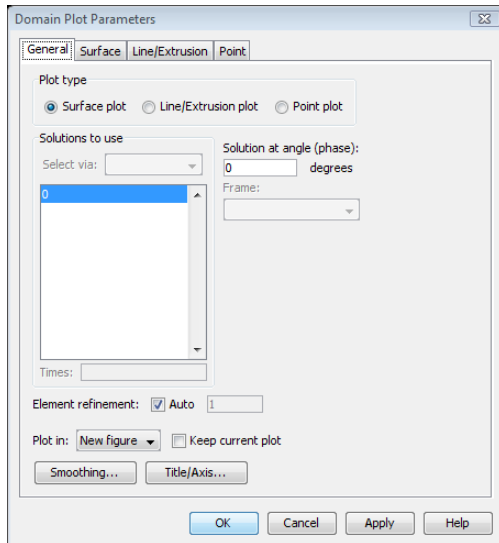 Domain Plot Parameters
General Surface Line/Extrusion Point
Plot type
Surface plot Line/Extrusion plot Point plot
Solutions to use
Solution at angle (phase):
Select via:
0 degrees
0
Frame:
Times:
Element refinement: Auto 1
Plot in: New figure Keep current plot
Smoothing... Title/Axis...
OK Cancel Apply Help